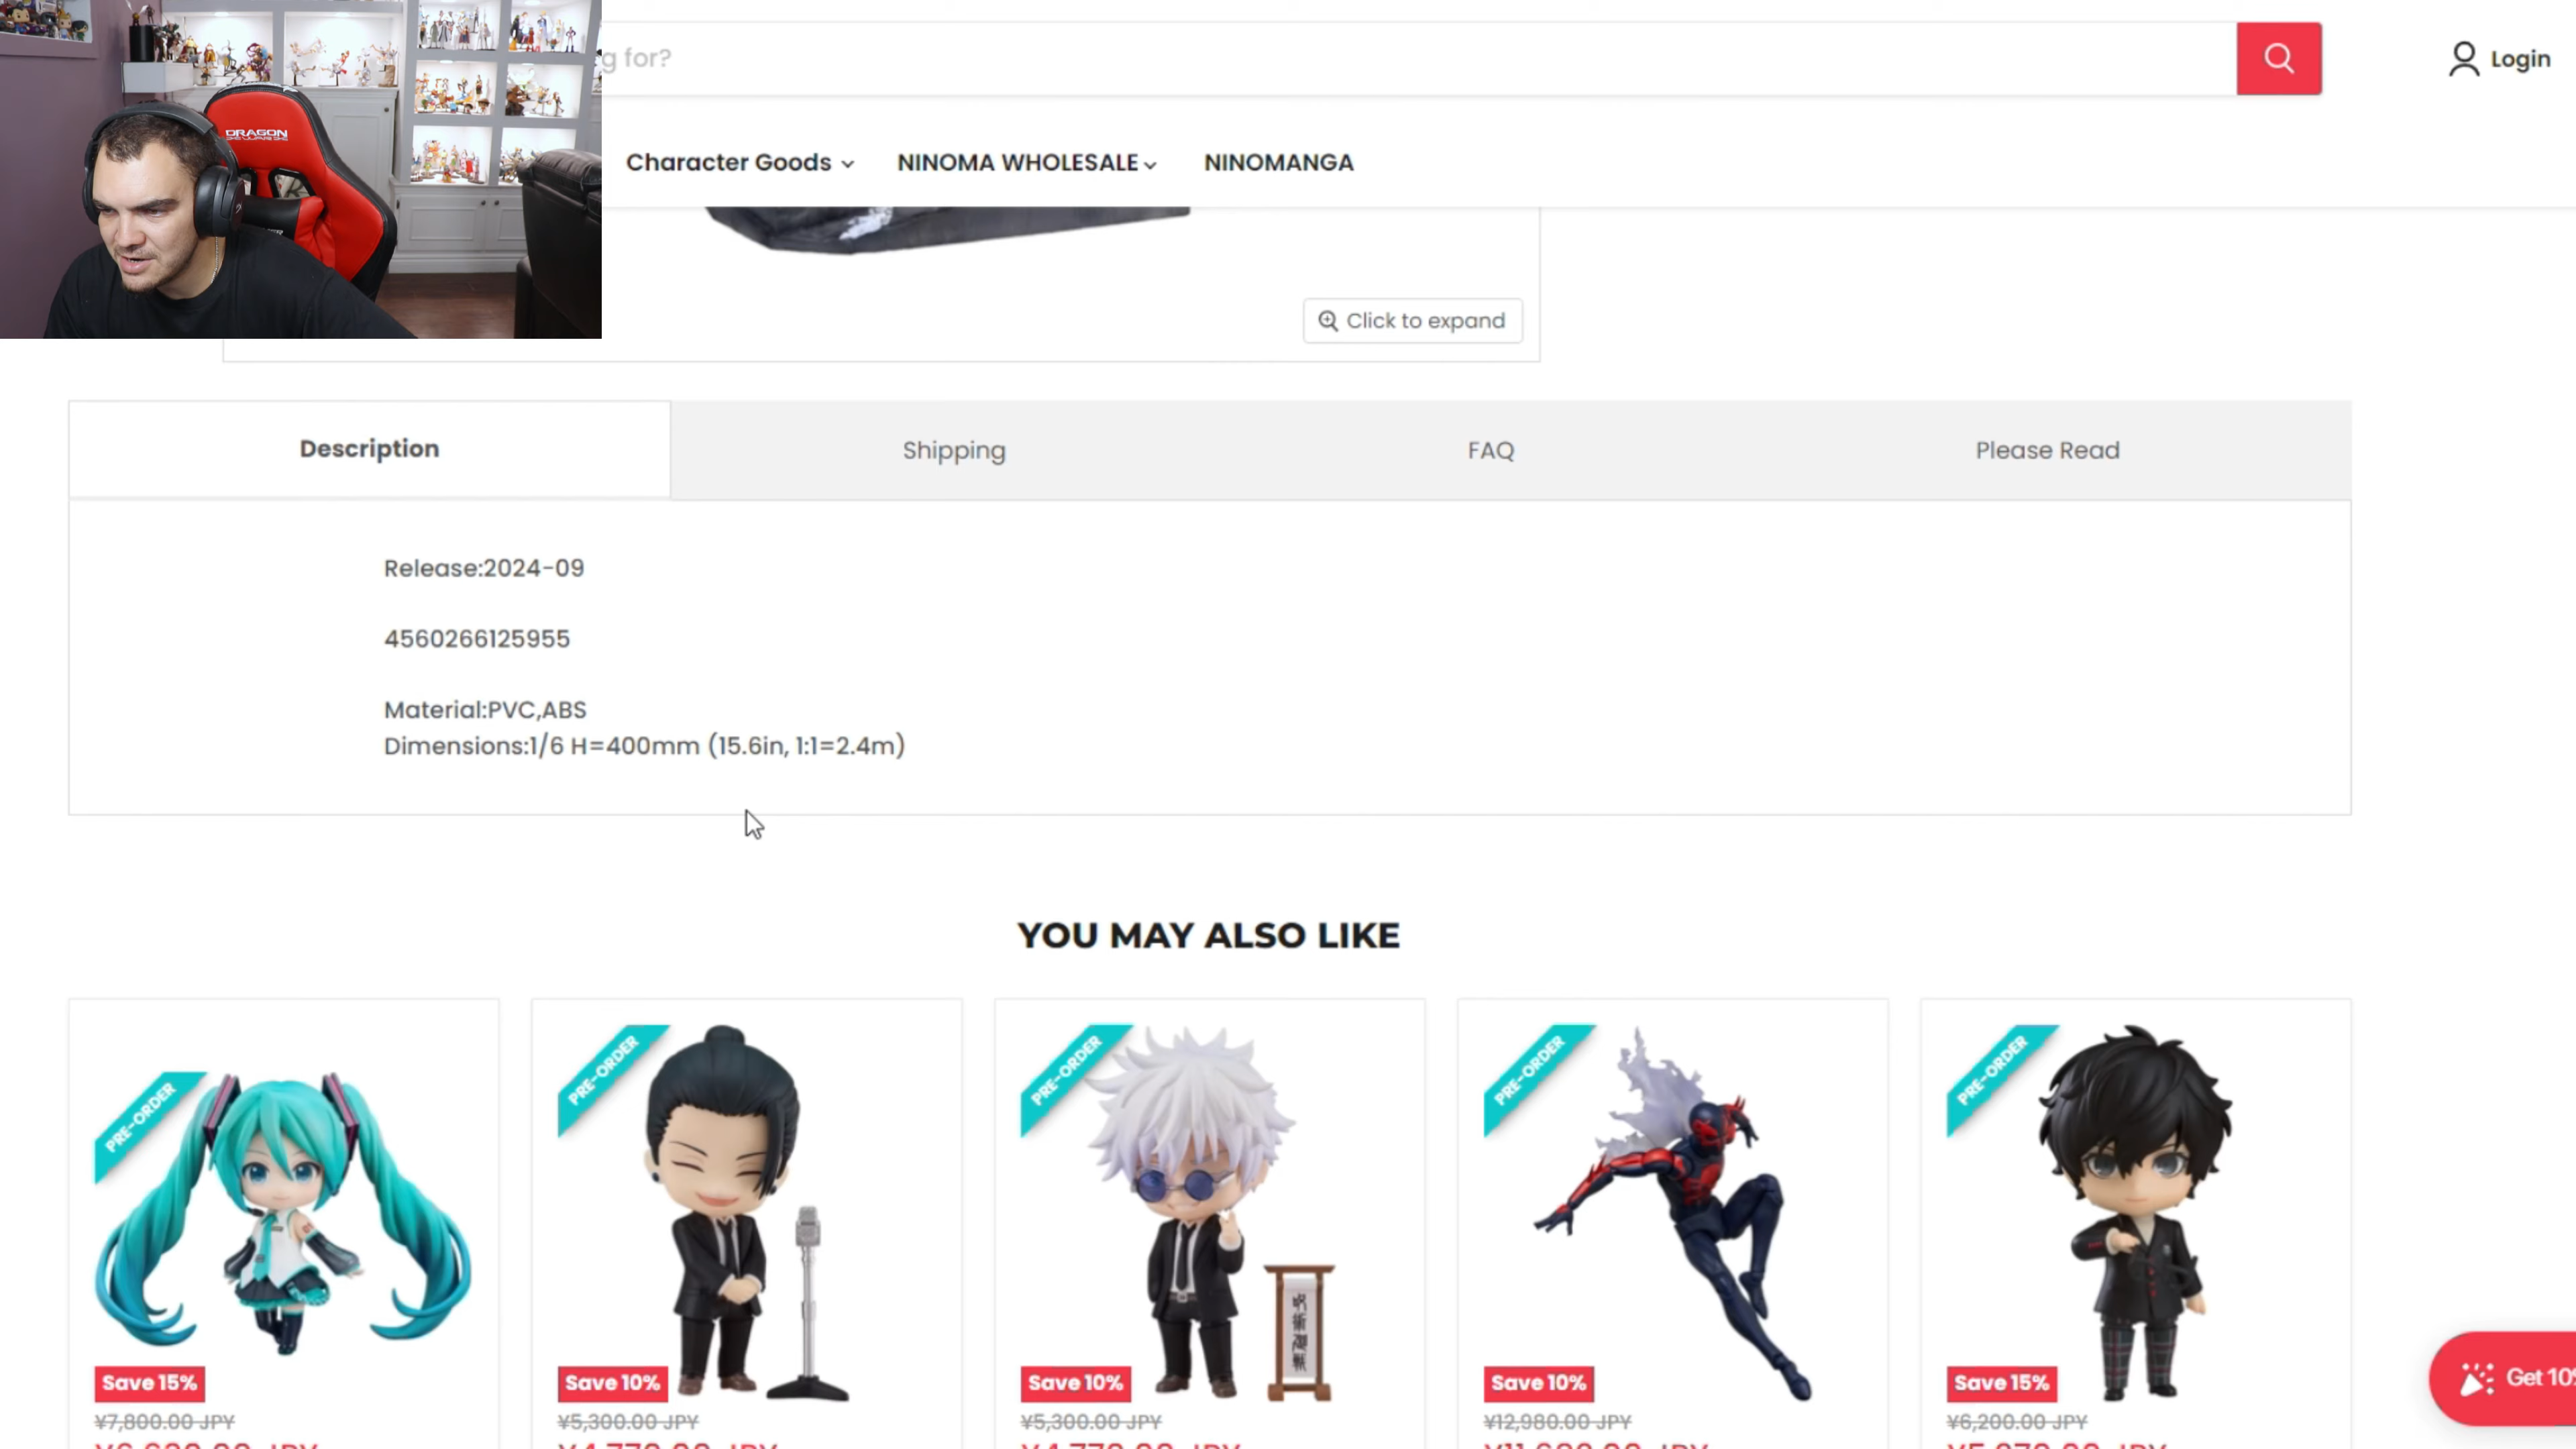 DRAGON
g for?
Login
Character Goods
NINOMA WHOLESALE
NINOMANGA
Click to expand
Description
Shipping
FAQ
Please Read
Release:2024-09
4560266125955
Material:PVC,ABS
Dimensions:1/6 H=400mm (15.6in, 1:1=2.4m)
YOU MAY ALSO LIKE
PRE-ORDER
PRE-ORDER
PRE-ORDER
PRE-ORDER
PRE-ORDER
Save 15%
Save 10%
Save 10%
Save 10%
Save 15%
Get 10%
¥7,800.00 JPY
¥5,300.00 JPY
¥5,300.00 JPY
¥12,980.00 JPY
¥6,200.00 JPY